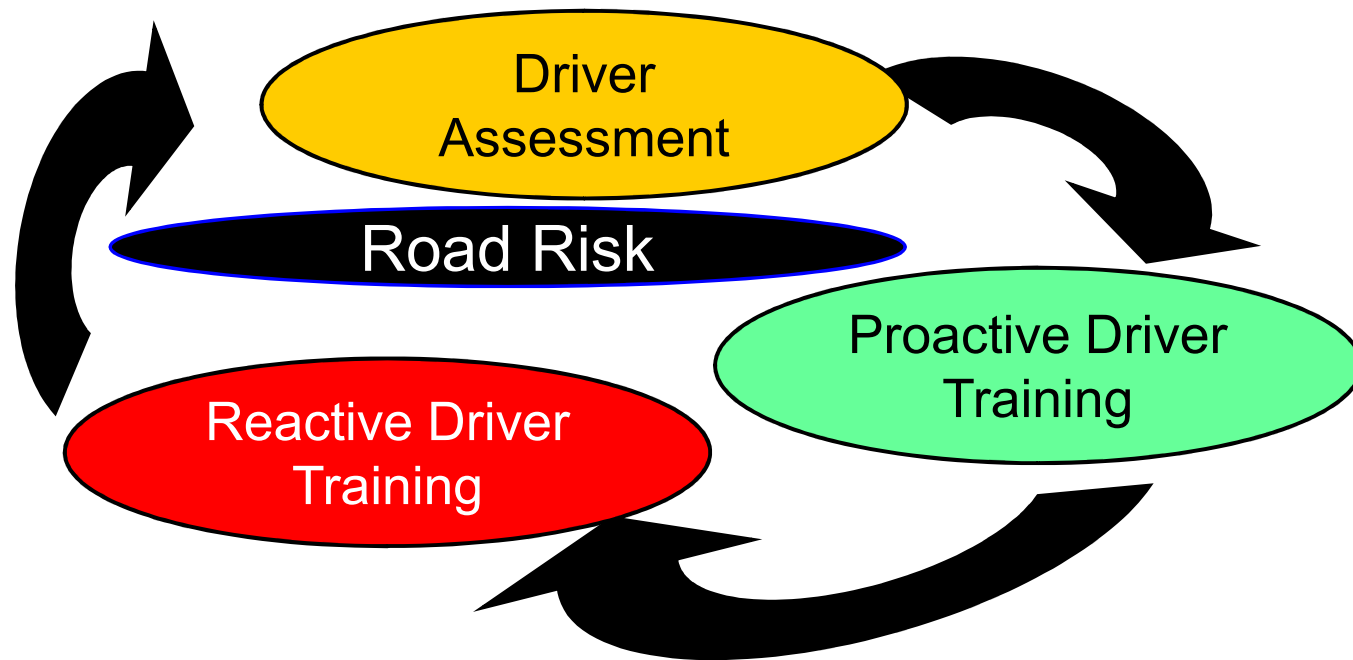 Driver
Assessment
Road Risk
Proactive Driver
Training
Reactive Driver
Training